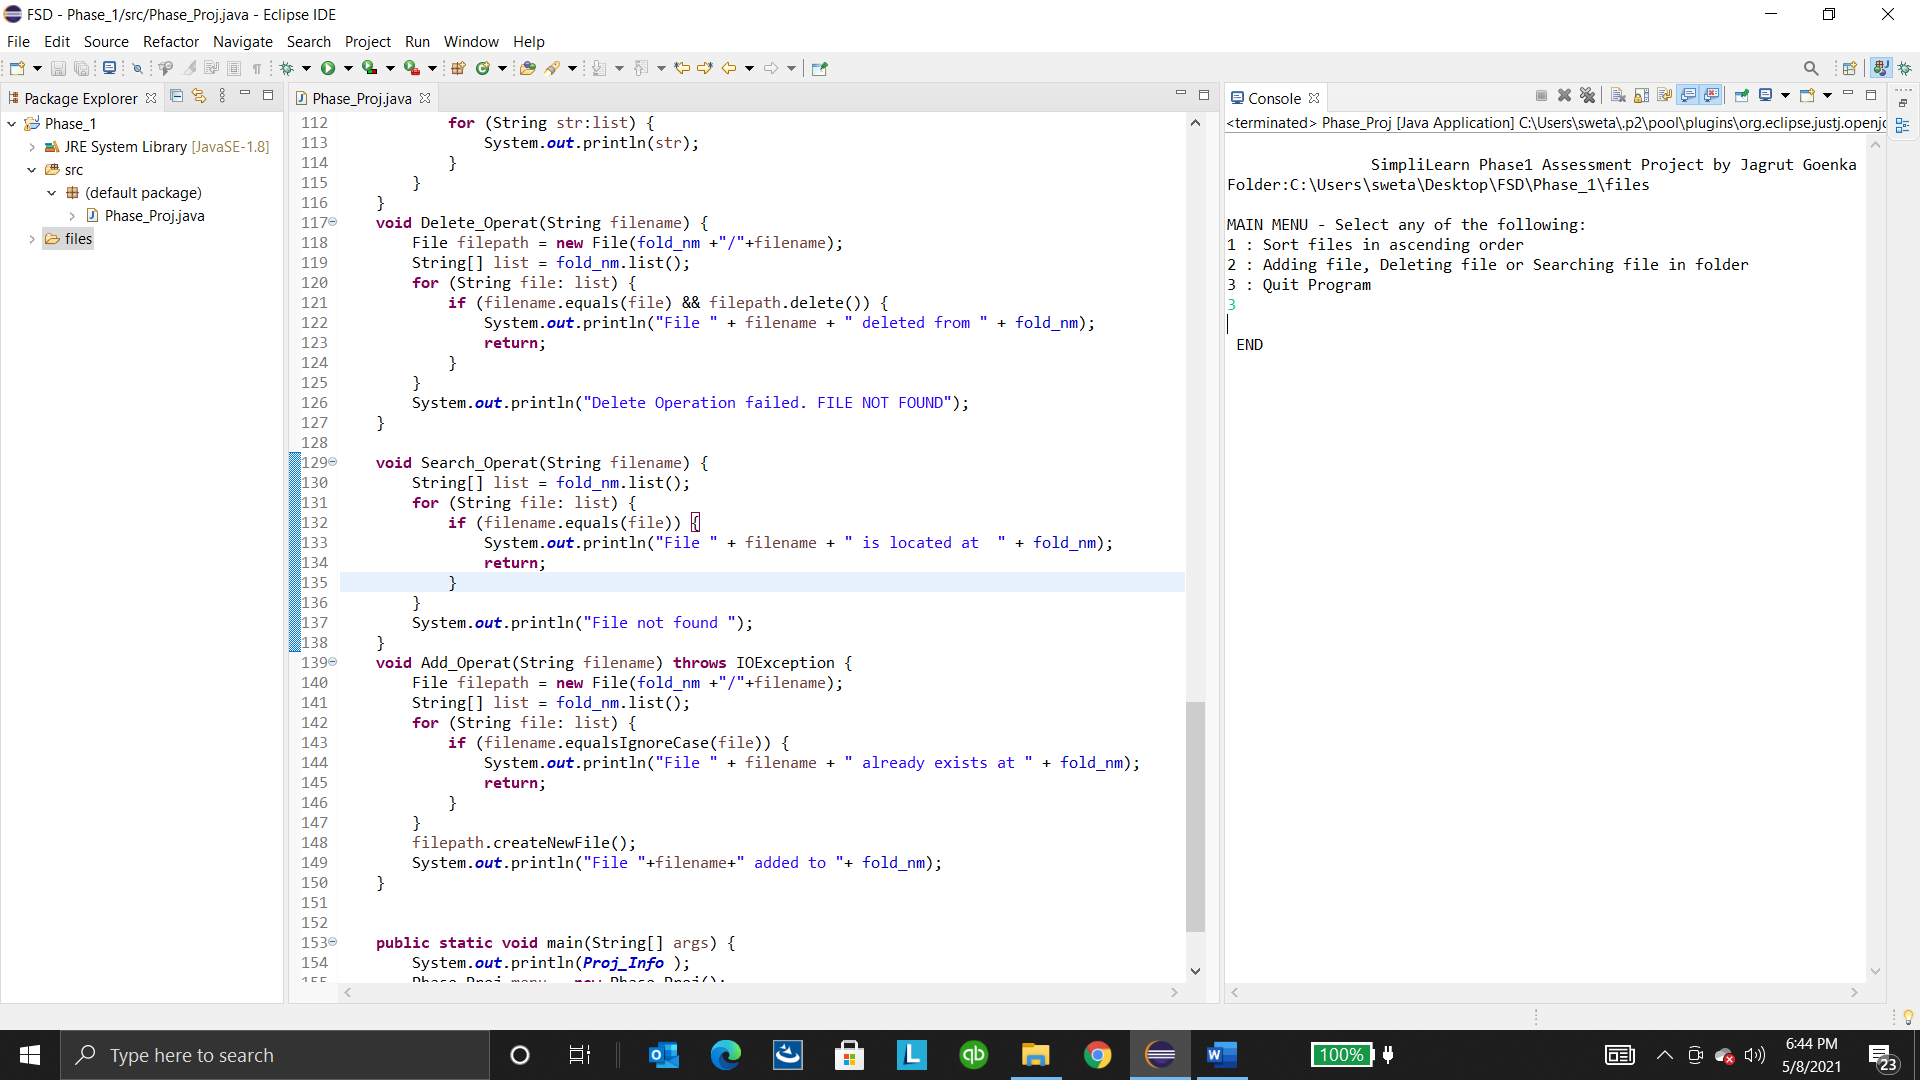 FSD - Phase_1/src/Phase_Proj.java - Eclipse IDE
File Edit Source Refactor Navigate Search Project Run Window Help
Package Explorer
Phase_1
JRE System Library [JavaSE-1.8]
src
(default package)
Phase_Proj.java
files
Phase_Proj.java
112 for (String str:list) {
113 System.out.println(str);
114 }
115 }
116 }
117 void Delete_Operat(String filename) {
118 File filepath = new File(fold_nm +"/"+filename);
119 String[] list = fold_nm.list();
120 for (String file: list) {
121 if (filename.equals(file) && filepath.delete()) {
122 System.out.println("File " + filename + " deleted from " + fold_nm);
123 return;
124 }
125 }
126 System.out.println("Delete Operation failed. FILE NOT FOUND");
127 }
128
129 void Search_Operat(String filename) {
130 String[] list = fold_nm.list();
131 for (String file: list) {
132 if (filename.equals(file)) {
133 System.out.println("File " + filename + " is located at  " + fold_nm);
134 return;
135 }
136 }
137 System.out.println("File not found ");
138 }
139 void Add_Operat(String filename) throws IOException {
140 File filepath = new File(fold_nm +"/"+filename);
141 String[] list = fold_nm.list();
142 for (String file: list) {
143 if (filename.equalsIgnoreCase(file)) {
144 System.out.println("File " + filename + " already exists at " + fold_nm);
145 return;
146 }
147 }
148 filepath.createNewFile();
149 System.out.println("File "+filename+" added to "+ fold_nm);
150 }
151
152
153 public static void main(String[] args) {
154 System.out.println(Proj_Info );
Console
<terminated> Phase_Proj [Java Application] C:\Users\sweta\.p2\pool\plugins\org.eclipse.justj.openj
SimpliLearn Phase1 Assessment Project by Jagrut Goenka
Folder:C:\Users\sweta\Desktop\FSD\Phase_1\files
MAIN MENU - Select any of the following:
1 : Sort files in ascending order
2 : Adding file, Deleting file or Searching file in folder
3 : Quit Program
3
END
Type here to search
L
qb
W
100%
6:44 PM
5/8/2021
23